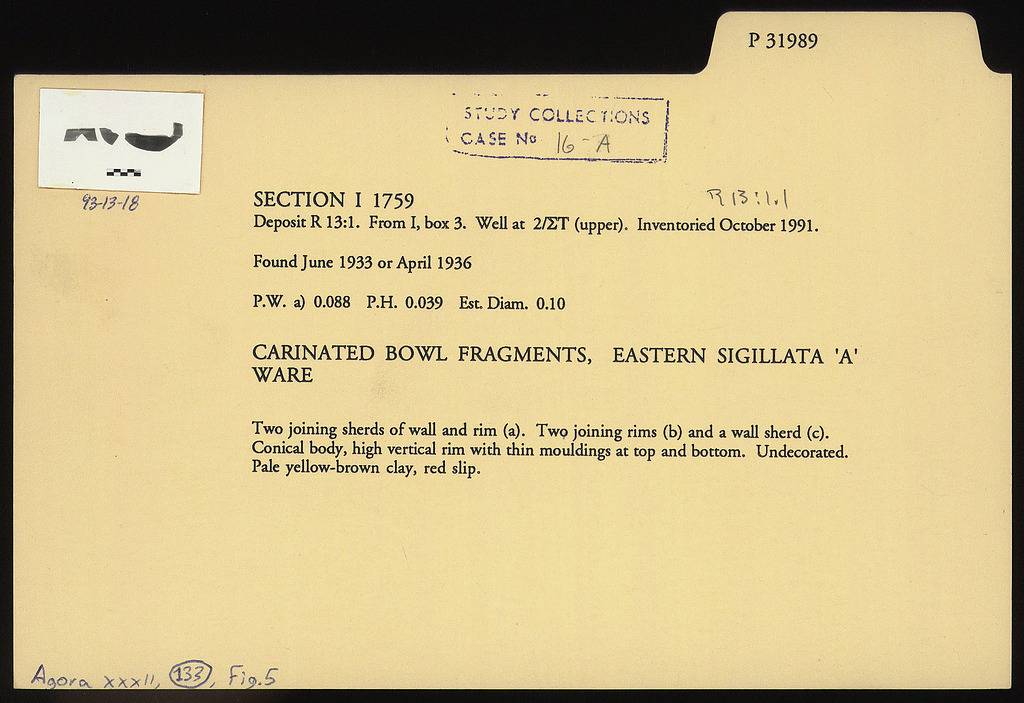 P 31989
STUDY COLLECTIONS
CASE No 16-A
93-13-18
R 13:1.1
SECTION I 1759
Deposit R 13:1. From I, box 3. Well at 2/ΣΤ (upper). Inventoried October 1991.
Found June 1933 or April 1936
P.W. a) 0.088 P.H. 0.039 Est. Diam. 0.10
CARINATED BOWL FRAGMENTS, EASTERN SIGILLATA 'A'
WARE
Two joining sherds of wall and rim (a). Two joining rims (b) and a wall sherd (c).
Conical body, high vertical rim with thin mouldings at top and bottom. Undecorated.
Pale yellow-brown clay, red slip.
Agora XXXII, 133, Fig.5